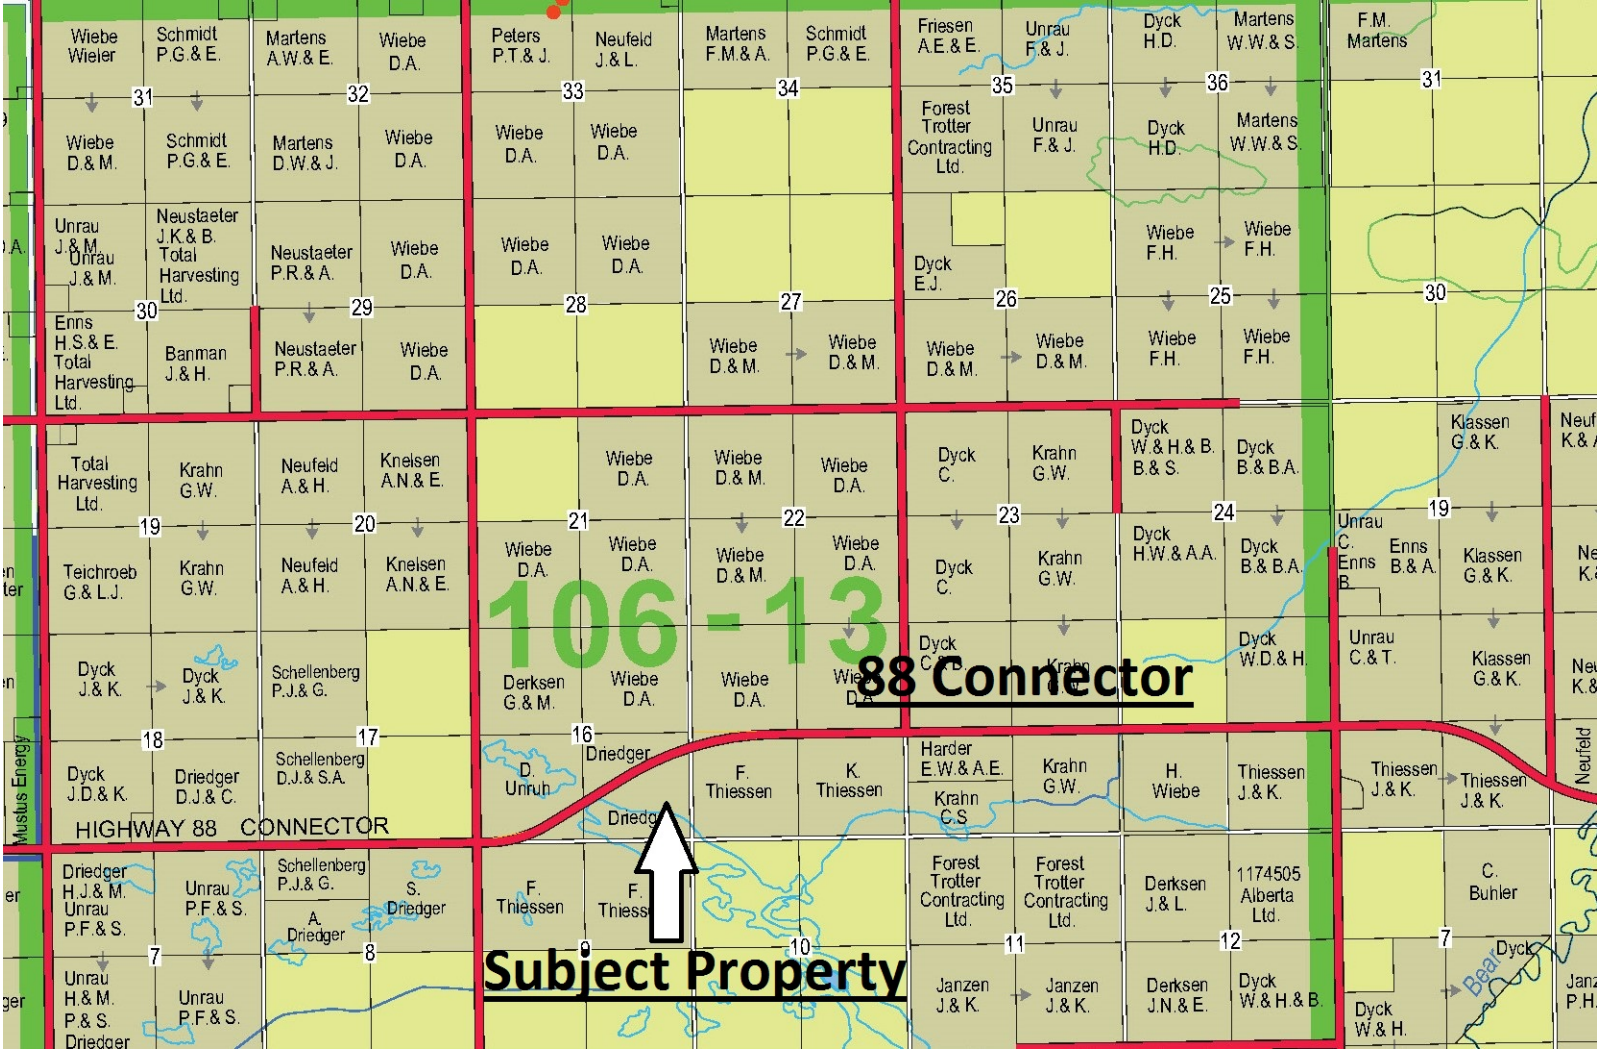 Wiebe
Wieler
Schmidt
P.G.& E.
Martens
A.W.& E.
Wiebe
D.A.
Peters
P.T.& J.
Neufeld
J.& L.
Martens
F.M.& A.
Schmidt
P.G.& E.
Friesen
A.E.& E.
Unrau
F.& J.
Dyck
H.D.
Martens
W.W.& S.
F.M.
Martens
31
32
33
34
35
36
31
Wiebe
D.& M.
Schmidt
P.G.& E.
Martens
D.W.& J.
Wiebe
D.A.
Wiebe
D.A.
Wiebe
D.A.
Forest
Trotter
Contracting
Ltd.
Unrau
F.& J.
Dyck
H.D.
Martens
W.W.& S.
Unrau
J.& M.
Unrau
J.& M.
Neustaeter
J.K.& B.
Total
Harvesting
Ltd.
Neustaeter
P.R.& A.
Wiebe
D.A.
Wiebe
D.A.
Wiebe
D.A.
Dyck
E.J.
Wiebe
F.H.
Wiebe
F.H.
30
29
28
27
26
25
30
Enns
H.S.& E.
Total
Harvesting
Ltd.
Banman
J.& H.
Neustaeter
P.R.& A.
Wiebe
D.A.
Wiebe
D.& M.
Wiebe
D.& M.
Wiebe
D.& M.
Wiebe
D.& M.
Wiebe
F.H.
Wiebe
F.H.
Total
Harvesting
Ltd.
Krahn
G.W.
Neufeld
A.& H.
Kneisen
A.N.& E.
Wiebe
D.A.
Wiebe
D.& M.
Wiebe
D.A.
Dyck
C.
Krahn
G.W.
Dyck
W.& H.& B.
B.& S.
Dyck
B.& B.A.
Klassen
G.& K.
19
20
21
22
23
24
19
Teichroeb
G.& L.J.
Krahn
G.W.
Neufeld
A.& H.
Kneisen
A.N.& E.
Wiebe
D.A.
Wiebe
D.A.
Wiebe
D.& M.
Wiebe
D.A.
Dyck
C.
Krahn
G.W.
Dyck
H.W.& A.A.
Dyck
B.& B.A.
Unrau
C.
Enns
B.
Enns
B.& A.
Klassen
G.& K.
106-13
Dyck
J.& K.
Dyck
J.& K.
Schellenberg
P.J.& G.
Derksen
G.& M.
Wiebe
D.A.
Wiebe
D.A.
Dyck
88 Connector
Dyck
W.D.& H.
Unrau
C.& T.
Klassen
G.& K.
18
17
16
Mustus Energy
Dyck
J.D.& K.
Driedger
D.J.& C.
Schellenberg
D.J.& S.A.
D.
Unruh
Driedger
F.
Thiessen
K.
Thiessen
Harder
E.W.& A.E.
Krahn
C.S
Krahn
G.W.
H.
Wiebe
Thiessen
J.& K.
Thiessen
J.& K.
Thiessen
J.& K.
Neufeld
HIGHWAY 88 CONNECTOR
Driedger
H.J.& M.
Unrau
P.F.& S.
Unrau
P.F.& S.
Schellenberg
P.J.& G.
A.
Driedger
S.
Driedger
F.
Thiessen
F.
Forest
Trotter
Contracting
Ltd.
Forest
Trotter
Contracting
Ltd.
Derksen
J.& L.
1174505
Alberta
Ltd.
C.
Buhler
7
8
9
10
11
12
7
Subject Property
Unrau
H.& M.
P.& S.
Driedger
Unrau
P.F.& S.
Janzen
J.& K.
Janzen
J.& K.
Derksen
J.N.& E.
Dyck
W.& H.& B.
Dyck
W.& H.
Bear
Dyck